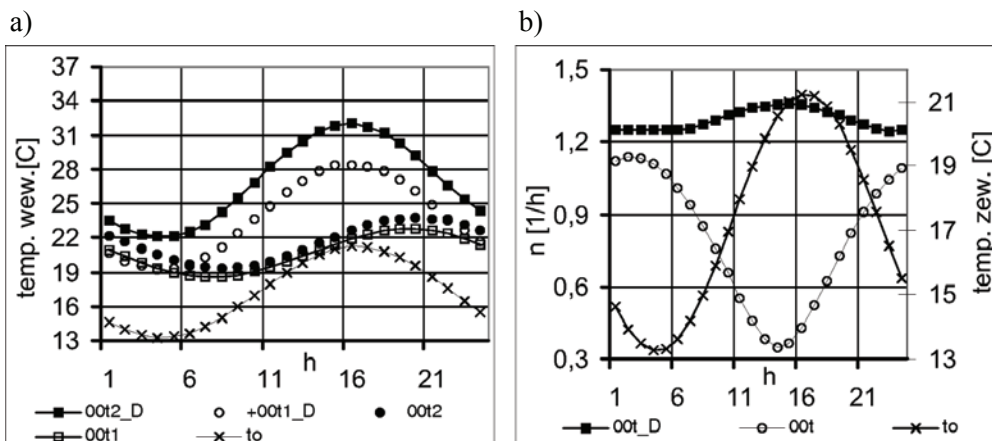 a)
b)
37
34
31
28
25
22
19
16
13
temp. wew.[C]
1 6 11 16 21
h
00t2_D +00t1_D 00t2
00t1 to
1,5
1,2
0,9
0,6
0,3
n [1/h]
21
19
17
15
13
temp. zew. [C]
1 6 11 16 21
h
00t_D 00t to